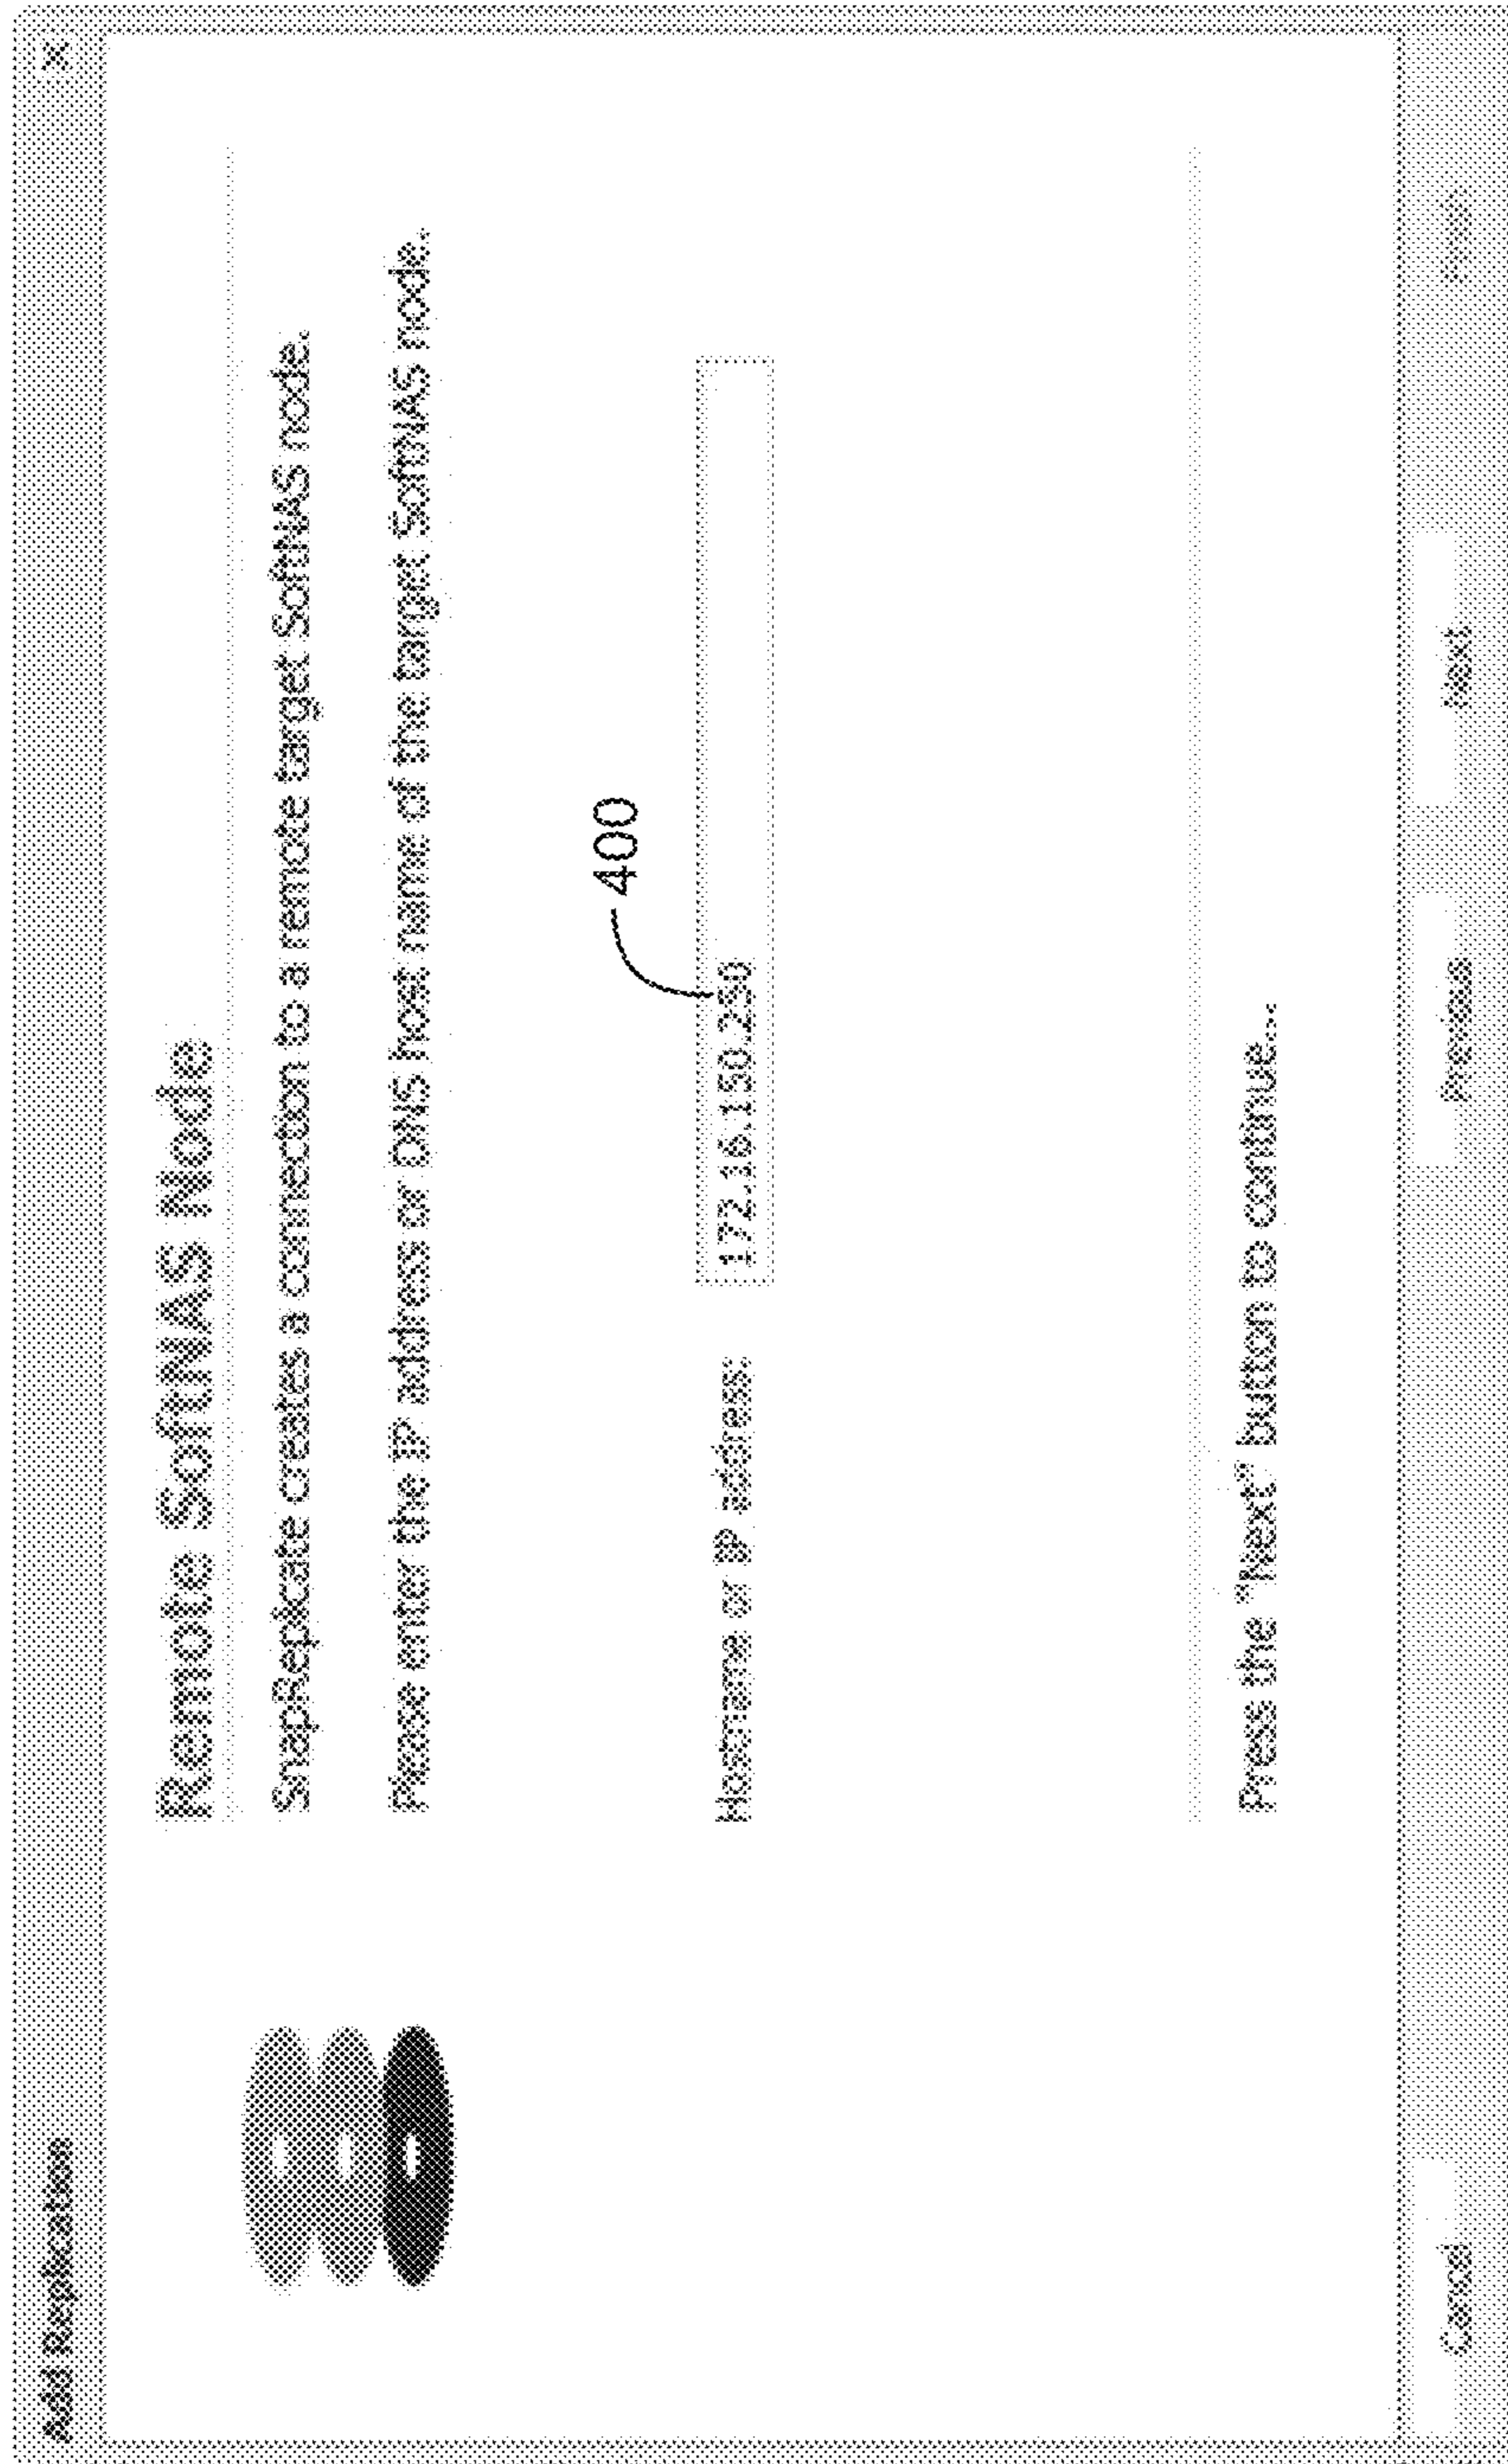 Add Replication
X
Remote SoftNAS Node
SnapReplicate creates a connection to a remote target SoftNAS node.
Please enter the IP address or DNS host name of the target SoftNAS node.
400
Hostname or IP address: 172.16.150.250
Press the "Next" button to continue...
Cancel Previous Next